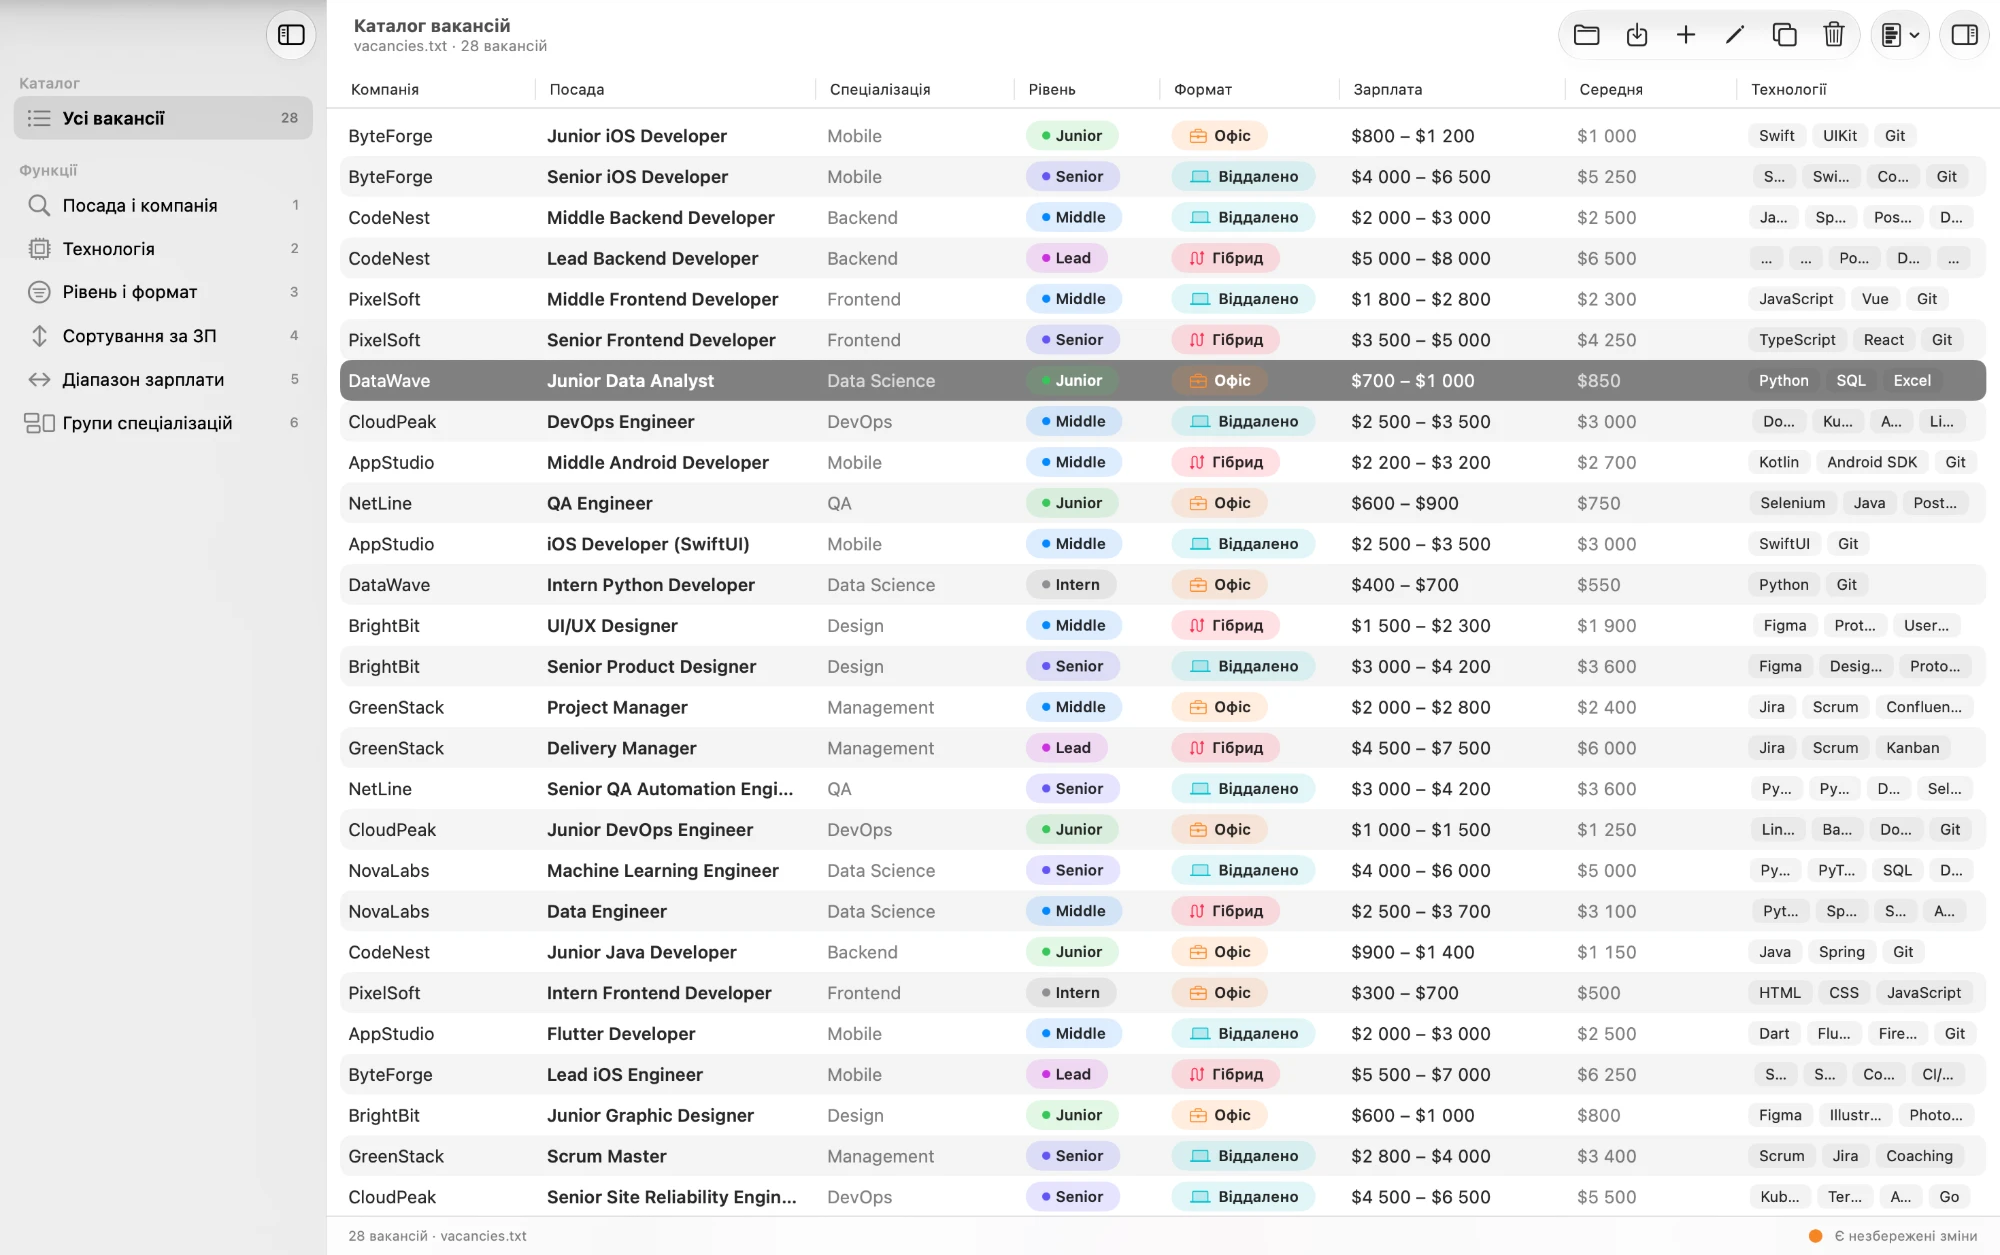 Каталог
Усі вакансії 28
Функції
Посада і компанія 1
Технологія 2
Рівень і формат 3
Сортування за ЗП 4
Діапазон зарплати 5
Групи спеціалізацій 6
Каталог вакансій
vacancies.txt · 28 вакансій
Компанія Посада Спеціалізація Рівень Формат Зарплата Середня Технології
ByteForge Junior iOS Developer Mobile Junior Офіс $800 – $1 200 $1 000 Swift UIKit Git
ByteForge Senior iOS Developer Mobile Senior Віддалено $4 000 – $6 500 $5 250 S... Swi... Co... Git
CodeNest Middle Backend Developer Backend Middle Віддалено $2 000 – $3 000 $2 500 Ja... Sp... Pos... D...
CodeNest Lead Backend Developer Backend Lead Гібрид $5 000 – $8 000 $6 500 ... ... Po... D... ...
PixelSoft Middle Frontend Developer Frontend Middle Віддалено $1 800 – $2 800 $2 300 JavaScript Vue Git
PixelSoft Senior Frontend Developer Frontend Senior Гібрид $3 500 – $5 000 $4 250 TypeScript React Git
DataWave Junior Data Analyst Data Science Junior Офіс $700 – $1 000 $850 Python SQL Excel
CloudPeak DevOps Engineer DevOps Middle Віддалено $2 500 – $3 500 $3 000 Do... Ku... A... Li...
AppStudio Middle Android Developer Mobile Middle Гібрид $2 200 – $3 200 $2 700 Kotlin Android SDK Git
NetLine QA Engineer QA Junior Офіс $600 – $900 $750 Selenium Java Post...
AppStudio iOS Developer (SwiftUI) Mobile Middle Віддалено $2 500 – $3 500 $3 000 SwiftUI Git
DataWave Intern Python Developer Data Science Intern Офіс $400 – $700 $550 Python Git
BrightBit UI/UX Designer Design Middle Гібрид $1 500 – $2 300 $1 900 Figma Prot... User...
BrightBit Senior Product Designer Design Senior Віддалено $3 000 – $4 200 $3 600 Figma Desig... Proto...
GreenStack Project Manager Management Middle Офіс $2 000 – $2 800 $2 400 Jira Scrum Confluen...
GreenStack Delivery Manager Management Lead Гібрид $4 500 – $7 500 $6 000 Jira Scrum Kanban
NetLine Senior QA Automation Engi... QA Senior Віддалено $3 000 – $4 200 $3 600 Py... Py... D... Sel...
CloudPeak Junior DevOps Engineer DevOps Junior Офіс $1 000 – $1 500 $1 250 Lin... Ba... Do... Git
NovaLabs Machine Learning Engineer Data Science Senior Віддалено $4 000 – $6 000 $5 000 Py... PyT... SQL D...
NovaLabs Data Engineer Data Science Middle Гібрид $2 500 – $3 700 $3 100 Pyt... Sp... S... A...
CodeNest Junior Java Developer Backend Junior Офіс $900 – $1 400 $1 150 Java Spring Git
PixelSoft Intern Frontend Developer Frontend Intern Офіс $300 – $700 $500 HTML CSS JavaScript
AppStudio Flutter Developer Mobile Middle Віддалено $2 000 – $3 000 $2 500 Dart Flu... Fire... Git
ByteForge Lead iOS Engineer Mobile Lead Гібрид $5 500 – $7 000 $6 250 S... S... Co... CI/...
BrightBit Junior Graphic Designer Design Junior Офіс $600 – $1 000 $800 Figma Illustr... Photo...
GreenStack Scrum Master Management Senior Віддалено $2 800 – $4 000 $3 400 Scrum Jira Coaching
CloudPeak Senior Site Reliability Engin... DevOps Senior Віддалено $4 500 – $6 500 $5 500 Kub... Ter... A... Go
28 вакансій · vacancies.txt
Є незбережені зміни